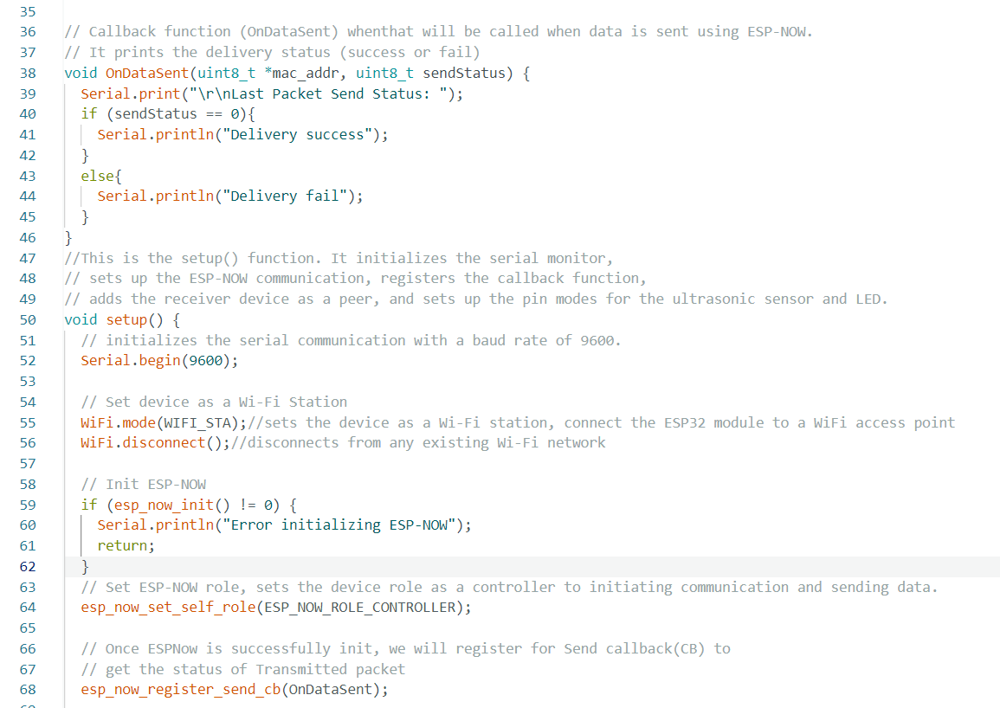 35
36 // Callback function (OnDataSent) whenthat will be called when data is sent using ESP-NOW.
37 // It prints the delivery status (success or fail)
38 void OnDataSent(uint8_t *mac_addr, uint8_t sendStatus) {
39   Serial.print("\r\nLast Packet Send Status: ");
40   if (sendStatus == 0){
41     Serial.println("Delivery success");
42   }
43   else{
44     Serial.println("Delivery fail");
45   }
46 }
47 //This is the setup() function. It initializes the serial monitor,
48 // sets up the ESP-NOW communication, registers the callback function,
49 // adds the receiver device as a peer, and sets up the pin modes for the ultrasonic sensor and LED.
50 void setup() {
51   // initializes the serial communication with a baud rate of 9600.
52   Serial.begin(9600);
53
54   // Set device as a Wi-Fi Station
55   WiFi.mode(WIFI_STA);//sets the device as a Wi-Fi station, connect the ESP32 module to a WiFi access point
56   WiFi.disconnect();//disconnects from any existing Wi-Fi network
57
58   // Init ESP-NOW
59   if (esp_now_init() != 0) {
60     Serial.println("Error initializing ESP-NOW");
61     return;
62   }
63   // Set ESP-NOW role, sets the device role as a controller to initiating communication and sending data.
64   esp_now_set_self_role(ESP_NOW_ROLE_CONTROLLER);
65
66   // Once ESPNow is successfully init, we will register for Send callback(CB) to
67   // get the status of Transmitted packet
68   esp_now_register_send_cb(OnDataSent);